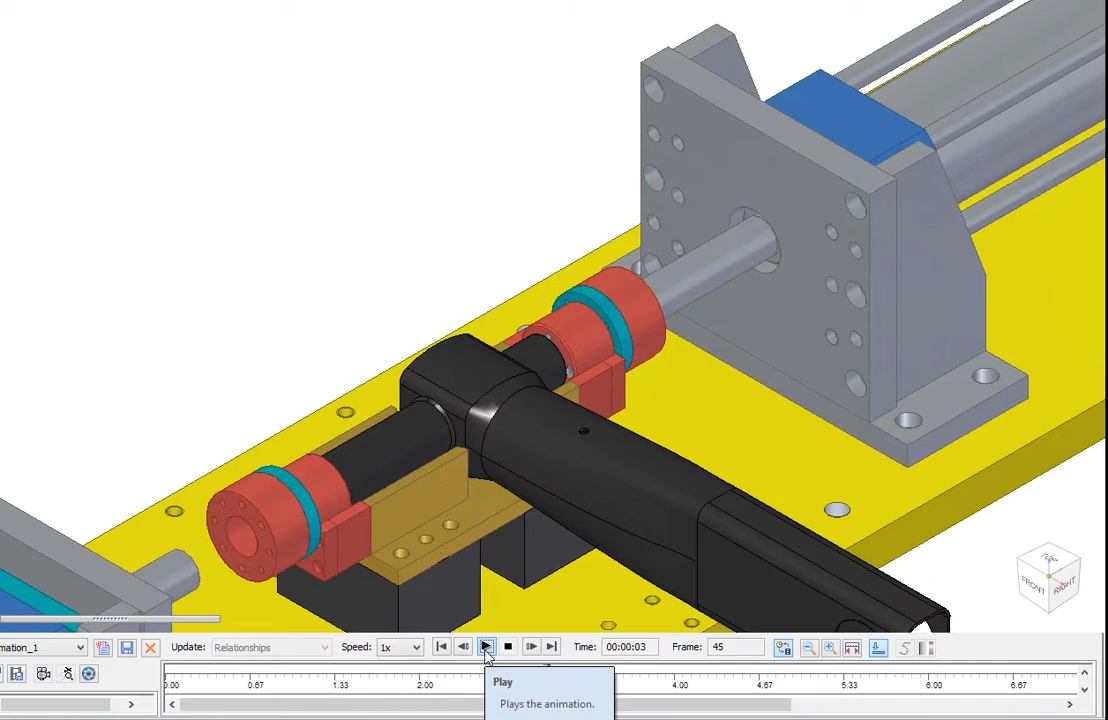 TOP
FRONT
RIGHT
mation_1
Update:
Relationships
Speed:
1x
Time:
00:00:03
Frame:
45
0.00
0.67
1.33
2.00
4.00
4.67
5.33
6.00
6.67
Play
Plays the animation.